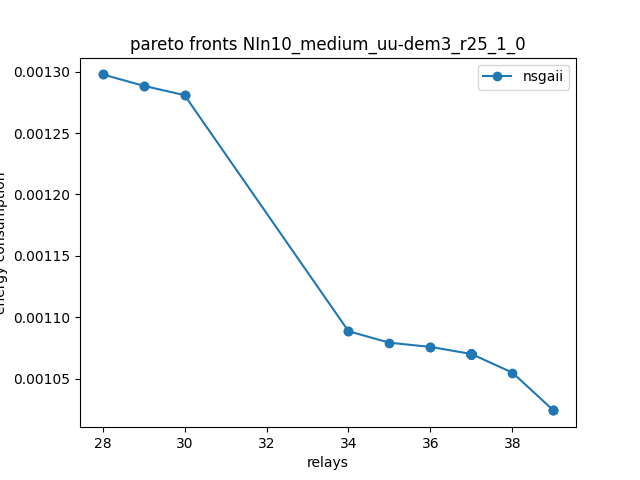 pareto fronts NIn10_medium_uu-dem3_r25_1_0
nsgaii
0.00130
0.00125
0.00120
0.00115
0.00110
0.00105
energy consumption
28 30 32 34 36 38
relays